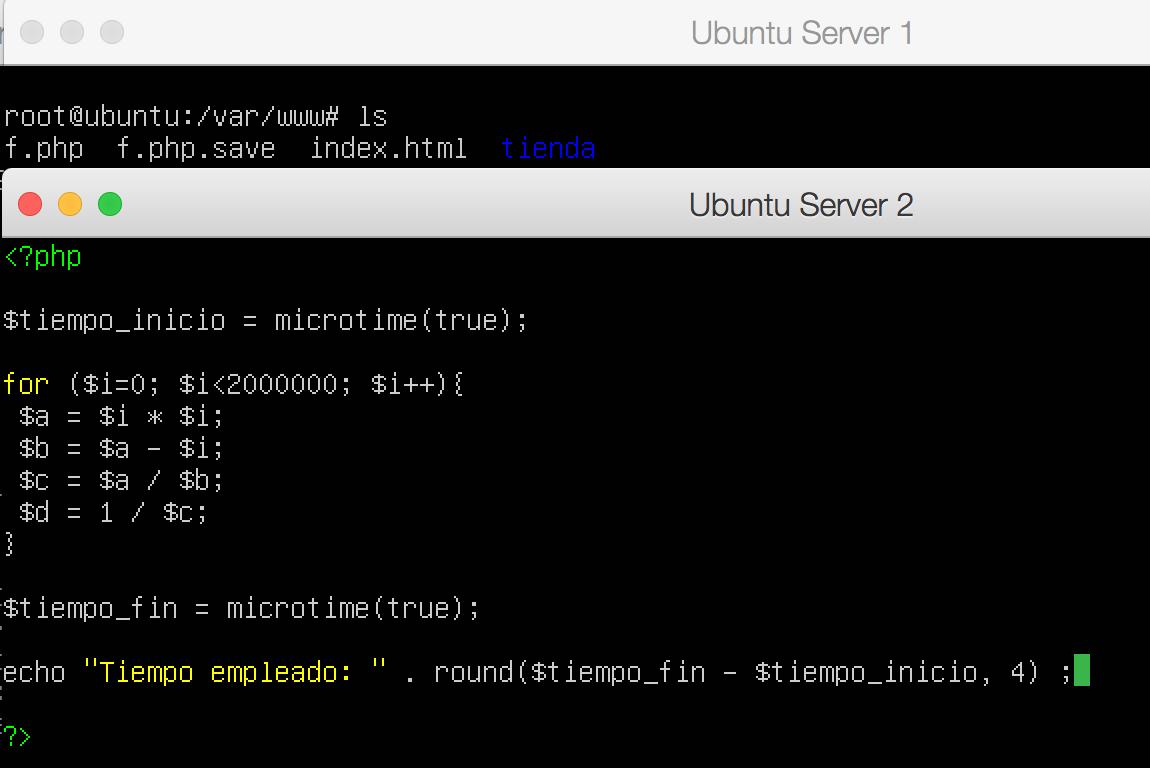 Ubuntu Server 1
root@ubuntu:/var/www# ls
f.php  f.php.save  index.html  tienda
Ubuntu Server 2
<?php
$tiempo_inicio = microtime(true);
for ($i=0; $i<2000000; $i++){
 $a = $i * $i;
 $b = $a - $i;
 $c = $a / $b;
 $d = 1 / $c;
}
$tiempo_fin = microtime(true);
echo "Tiempo empleado: " . round($tiempo_fin - $tiempo_inicio, 4) ;
?>